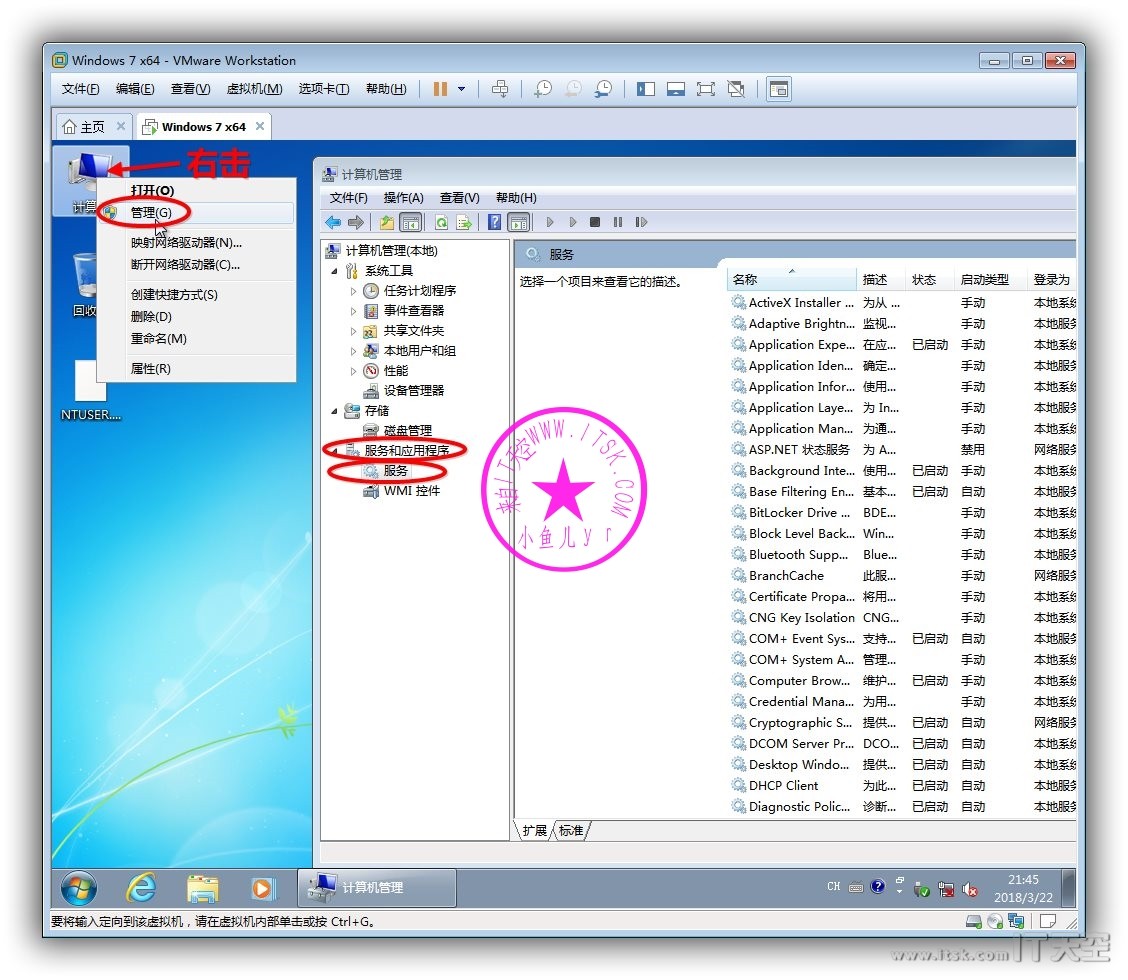 Windows 7 x64 - VMware Workstation
文件(F) 编辑(E) 查看(V) 虚拟机(M) 选项卡(T) 帮助(H)
主页 Windows 7 x64
右击
计算
打开(O)
管理(G)
映射网络驱动器(N)...
断开网络驱动器(C)...
创建快捷方式(S)
删除(D)
重命名(M)
属性(R)
回收
NTUSER....
计算机管理
文件(F) 操作(A) 查看(V) 帮助(H)
计算机管理(本地)
系统工具
任务计划程序
事件查看器
共享文件夹
本地用户和组
性能
设备管理器
存储
磁盘管理
服务和应用程序
服务
WMI 控件
服务
选择一个项目来查看它的描述。
名称 描述 状态 启动类型 登录为
ActiveX Installer ... 为从 ... 手动 本地系统
Adaptive Brightn... 监视... 手动 本地服务
Application Expe... 在应... 已启动 手动 本地系统
Application Iden... 确定... 手动 本地服务
Application Infor... 使用... 手动 本地系统
Application Laye... 为 In... 手动 本地服务
Application Man... 为通... 手动 本地系统
ASP.NET 状态服务 为 A... 禁用 网络服务
Background Inte... 使用... 已启动 手动 本地系统
Base Filtering En... 基本... 已启动 自动 本地服务
BitLocker Drive ... BDE... 手动 本地系统
Block Level Back... Win... 手动 本地系统
Bluetooth Supp... Blue... 手动 本地服务
BranchCache 此服... 手动 网络服务
Certificate Propa... 将用... 手动 本地系统
CNG Key Isolation CNG... 手动 本地系统
COM+ Event Sys... 支持... 已启动 自动 本地服务
COM+ System A... 管理... 手动 本地系统
Computer Brow... 维护... 已启动 手动 本地系统
Credential Mana... 为用... 手动 本地系统
Cryptographic S... 提供... 已启动 自动 网络服务
DCOM Server Pr... DCO... 已启动 自动 本地系统
Desktop Windo... 提供... 已启动 自动 本地系统
DHCP Client 为此... 已启动 自动 本地服务
Diagnostic Polic... 诊断... 已启动 自动 本地服务
来自IT天空WWW.ITSK.COM
小鱼儿yr
扩展 标准
计算机管理
CH
21:45
2018/3/22
要将输入定向到该虚拟机，请在虚拟机内部单击或按 Ctrl+G。
www.itsk.com IT天空